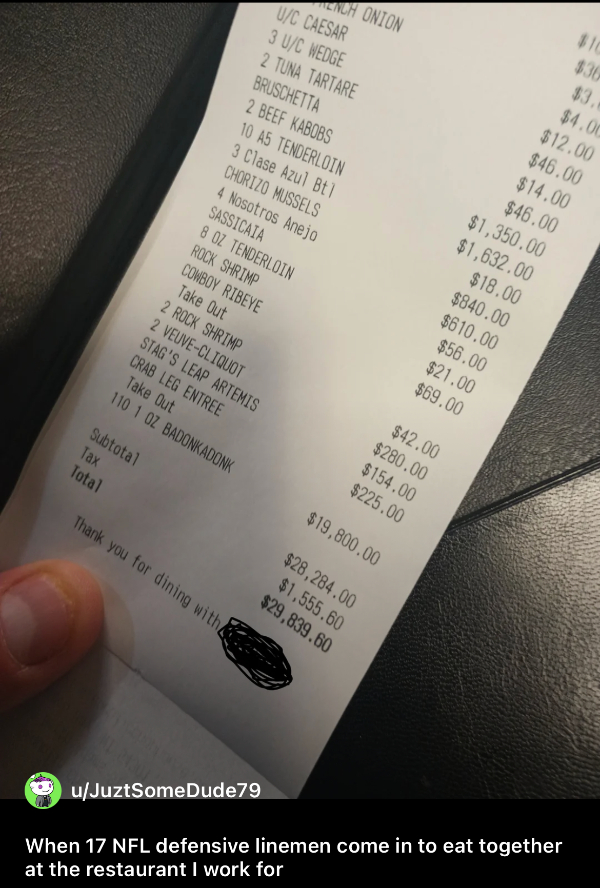 $10
$36
RENCH ONION $3.
U/C CAESAR $4.00
3 U/C WEDGE $12.00
2 TUNA TARTARE $46.00
BRUSCHETTA $14.00
2 BEEF KABOBS $46.00
10 A5 TENDERLOIN $1,350.00
3 Clase Azul Btl $1,632.00
CHORIZO MUSSELS $18.00
4 Nosotros Anejo $840.00
SASSICAIA $610.00
8 OZ TENDERLOIN $56.00
ROCK SHRIMP $21.00
COWBOY RIBEYE $69.00
Take Out
2 ROCK SHRIMP $42.00
2 VEUVE-CLIQUOT $280.00
STAG'S LEAP ARTEMIS $154.00
CRAB LEG ENTREE $225.00
Take Out
110 1 OZ BADONKADONK $19,800.00
Subtotal $28,284.00
Tax $1,555.60
Total $29,839.60
Thank you for dining with
u/JuztSomeDude79
When 17 NFL defensive linemen come in to eat together
at the restaurant I work for